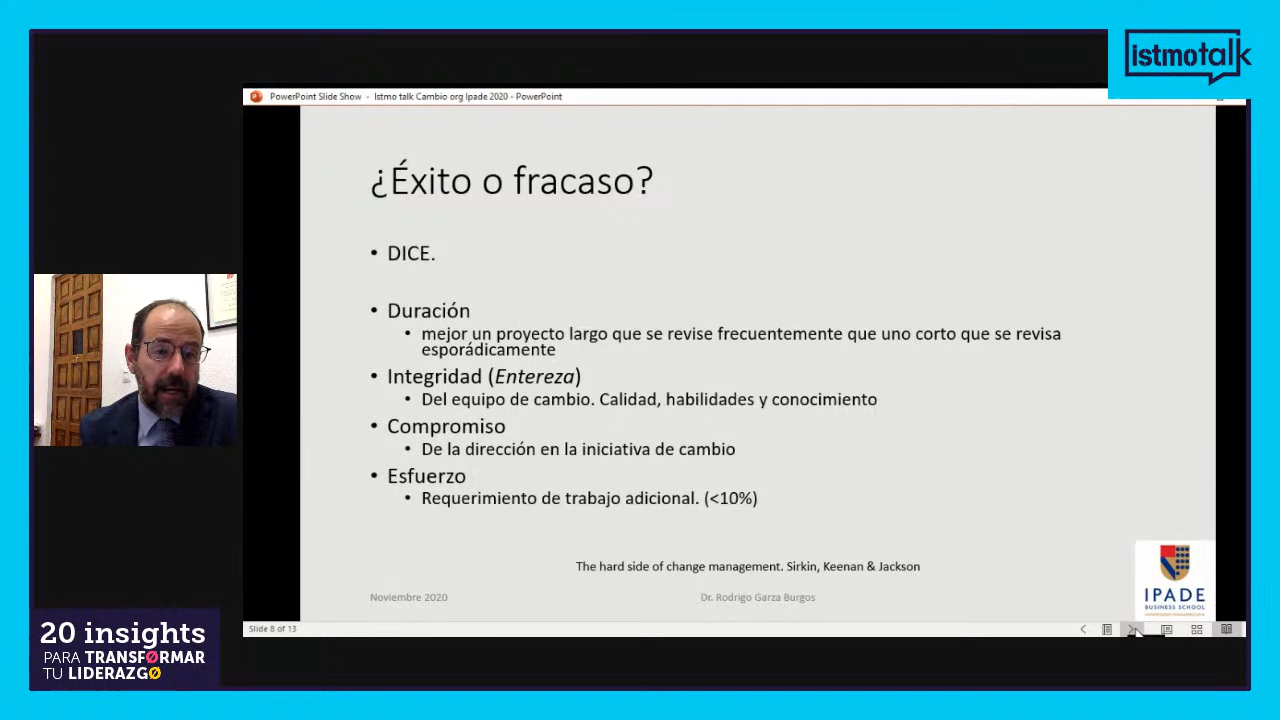 istmotalk
PowerPoint Slide Show - Istmo talk Cambio org Ipade 2020 - PowerPoint
¿Éxito o fracaso?
• DICE.
• Duración
• mejor un proyecto largo que se revise frecuentemente que uno corto que se revisa
esporádicamente
• Integridad (Entereza)
• Del equipo de cambio. Calidad, habilidades y conocimiento
• Compromiso
• De la dirección en la iniciativa de cambio
• Esfuerzo
• Requerimiento de trabajo adicional. (<10%)
The hard side of change management. Sirkin, Keenan & Jackson
Noviembre 2020
Dr. Rodrigo Garza Burgos
IPADE
BUSINESS SCHOOL
Slide 8 of 13
20 insights
PARA TRANSFØRMAR
TU LIDERAZGØ